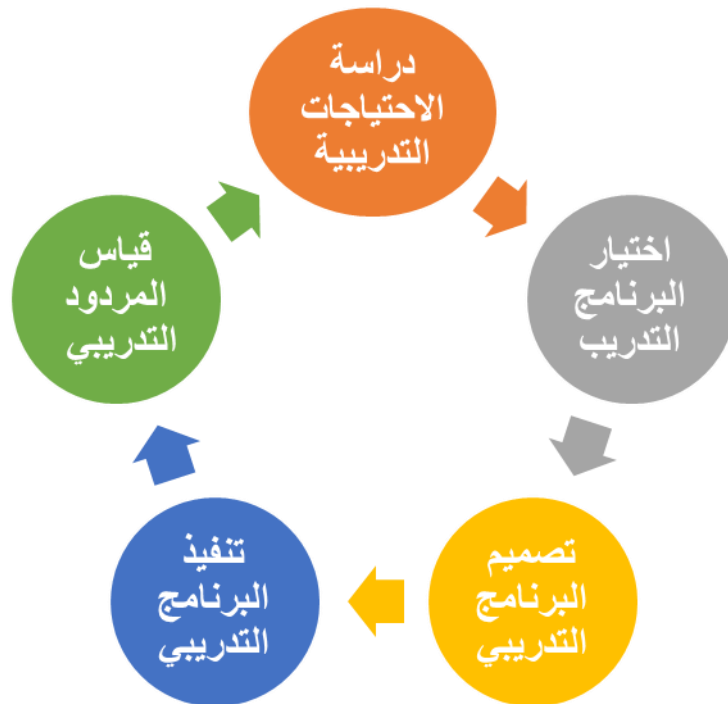 دراسة
الاحتياجات
التدريبية
اختيار
البرنامج
التدريب
تصميم
البرنامج
التدريبي
تنفيذ
البرنامج
التدريبي
قياس
المردود
التدريبي